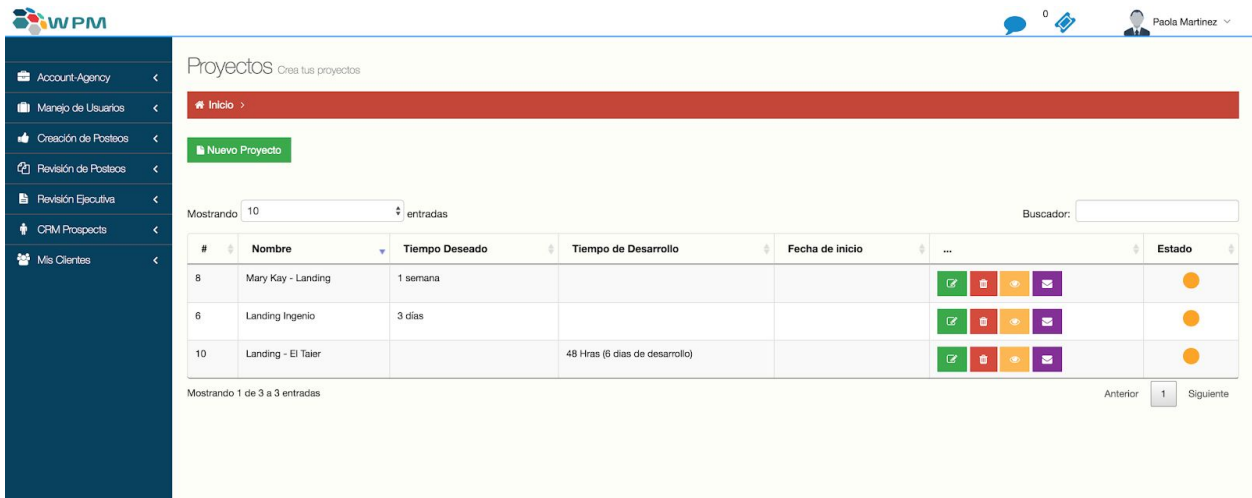 WPM
0
Paola Martinez
Account-Agency
Manejo de Usuarios
Creación de Posteos
Revisión de Posteos
Revisión Ejecutiva
CRM Prospects
Mis Clientes
Proyectos Crea tus proyectos
Inicio >
Nuevo Proyecto
Mostrando 10 entradas
Buscador:
# Nombre Tiempo Deseado Tiempo de Desarrollo Fecha de inicio ... Estado
8 Mary Kay - Landing 1 semana
6 Landing Ingenio 3 días
10 Landing - El Taier 48 Hras (6 dias de desarrollo)
Mostrando 1 de 3 a 3 entradas
Anterior 1 Siguiente